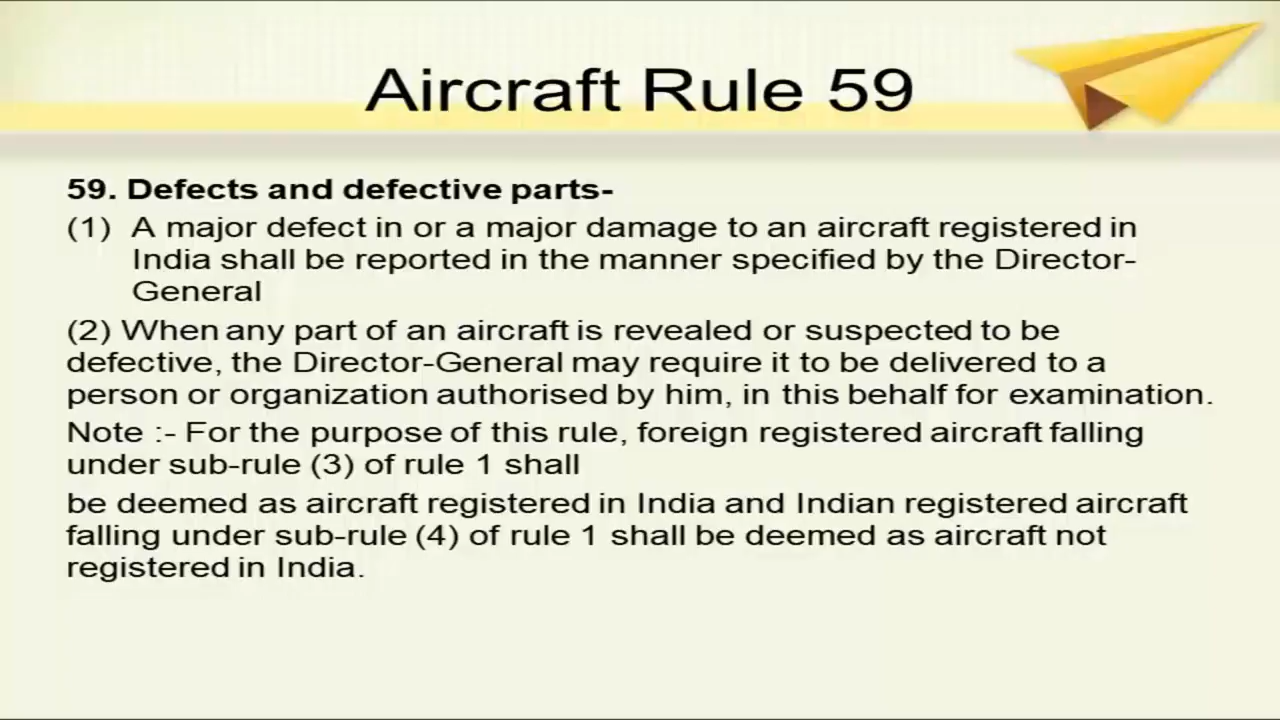 Aircraft Rule 59
59. Defects and defective parts-
(1) A major defect in or a major damage to an aircraft registered in
India shall be reported in the manner specified by the Director-
General
(2) When any part of an aircraft is revealed or suspected to be
defective, the Director-General may require it to be delivered to a
person or organization authorised by him, in this behalf for examination.
Note :- For the purpose of this rule, foreign registered aircraft falling
under sub-rule (3) of rule 1 shall
be deemed as aircraft registered in India and Indian registered aircraft
falling under sub-rule (4) of rule 1 shall be deemed as aircraft not
registered in India.